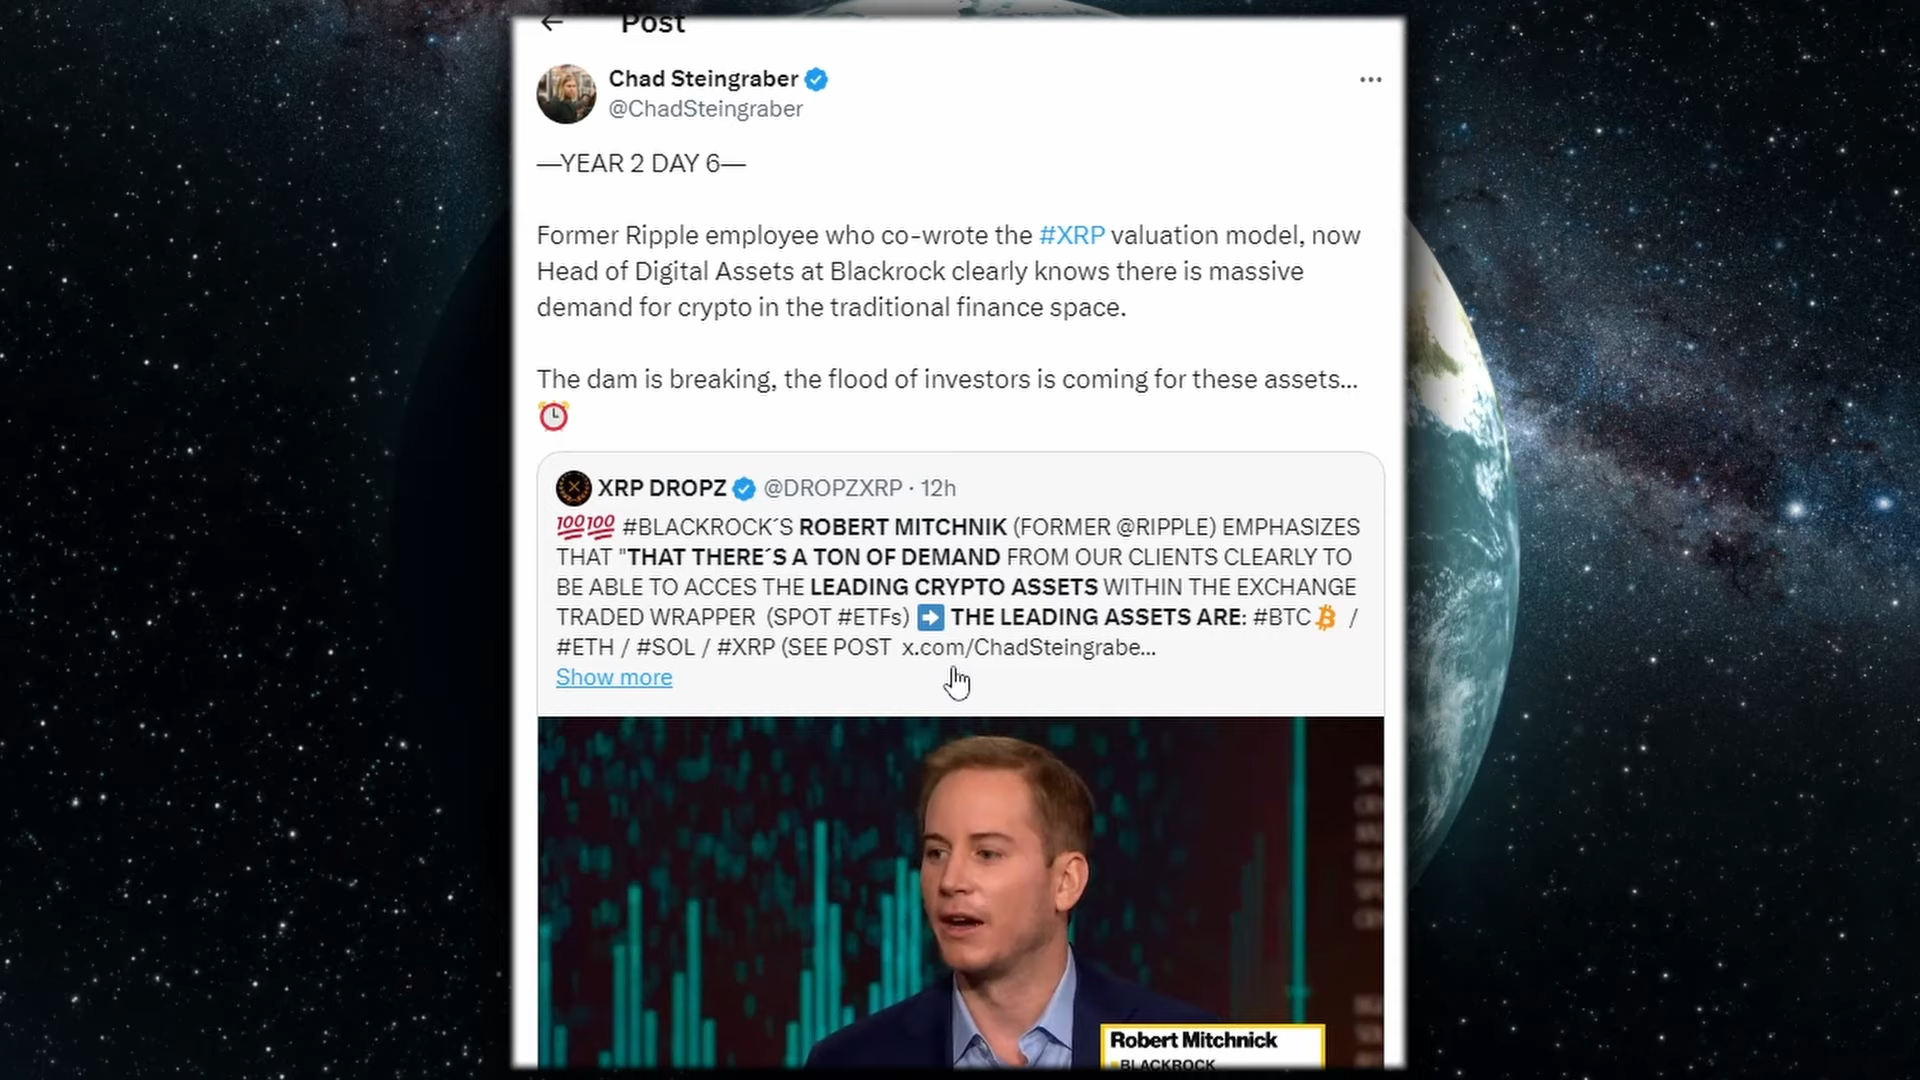 Post
Chad Steingraber
@ChadSteingraber
—YEAR 2 DAY 6—
Former Ripple employee who co-wrote the #XRP valuation model, now
Head of Digital Assets at Blackrock clearly knows there is massive
demand for crypto in the traditional finance space.
The dam is breaking, the flood of investors is coming for these assets...
⏰
XRP DROPZ @DROPZXRP · 12h
💯💯 #BLACKROCK´S ROBERT MITCHNIK (FORMER @RIPPLE) EMPHASIZES
THAT "THAT THERE´S A TON OF DEMAND FROM OUR CLIENTS CLEARLY TO
BE ABLE TO ACCES THE LEADING CRYPTO ASSETS WITHIN THE EXCHANGE
TRADED WRAPPER (SPOT #ETFs) ➡️ THE LEADING ASSETS ARE: #BTC /
#ETH / #SOL / #XRP (SEE POST x.com/ChadSteingrabe...
Show more
Robert Mitchnick
BLACKROCK